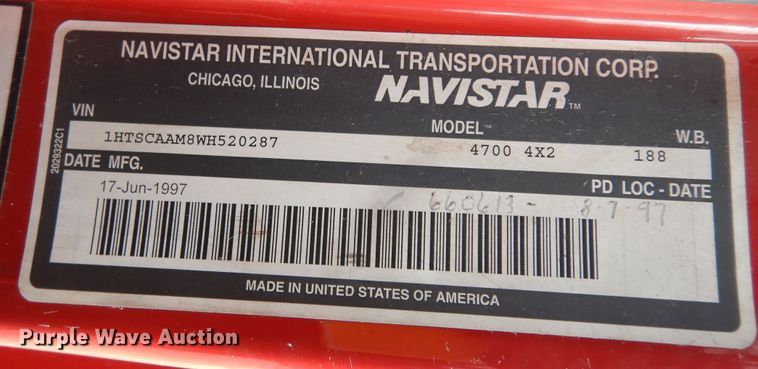 NAVISTAR INTERNATIONAL TRANSPORTATION CORP.
CHICAGO, ILLINOIS NAVISTAR™
VIN MODEL W.B.
1HTSCAAM8WH520287 4700 4X2 188
DATE MFG. PD LOC - DATE
17-Jun-1997 660613 - 8-7-97
MADE IN UNITED STATES OF AMERICA
2029322C1
Purple Wave Auction